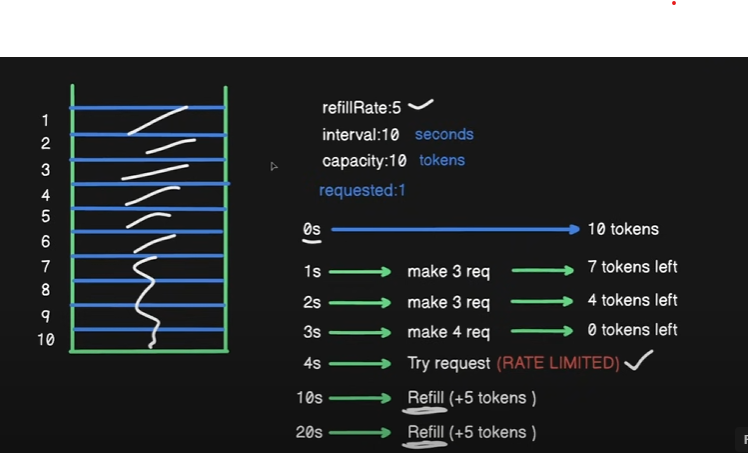 1
2
3
4
5
6
7
8
9
10
refillRate:5
interval:10 seconds
capacity:10 tokens
requested:1
0s 10 tokens
1s make 3 req 7 tokens left
2s make 3 req 4 tokens left
3s make 4 req 0 tokens left
4s Try request (RATE LIMITED)
10s Refill (+5 tokens )
20s Refill (+5 tokens )